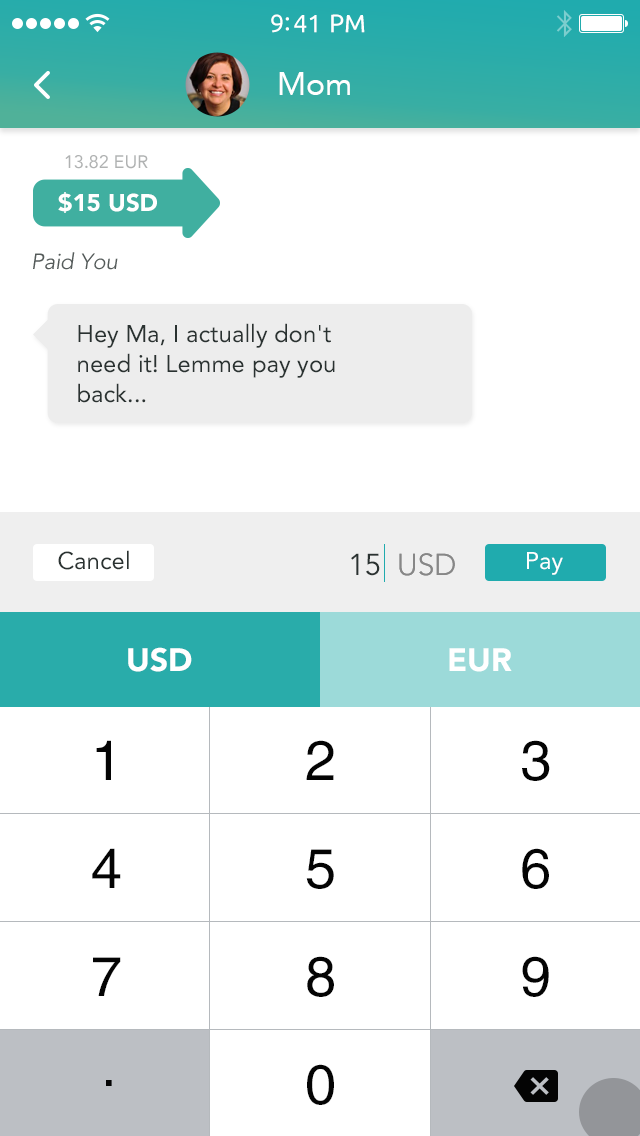 9:41 PM
Mom
13.82 EUR
$15 USD
Paid You
Hey Ma, I actually don't
need it! Lemme pay you
back...
Cancel
15 USD
Pay
USD
EUR
1
2
3
4
5
6
7
8
9
.
0